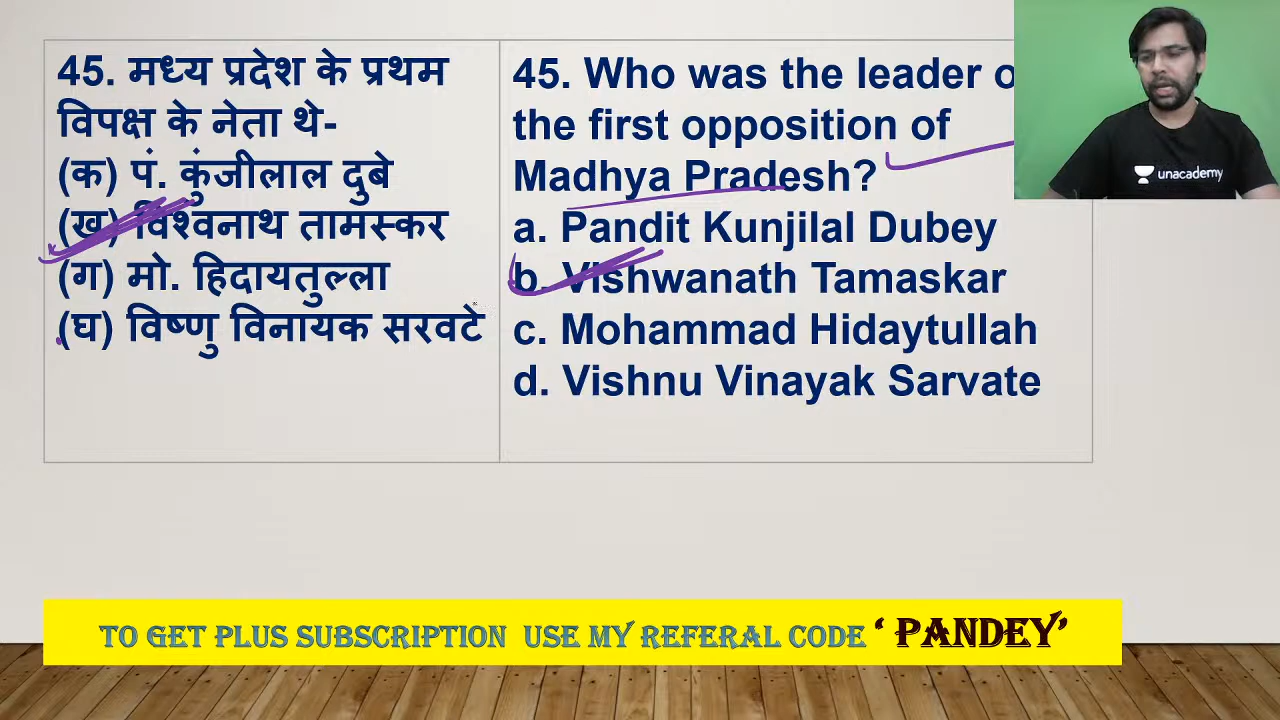 45. मध्य प्रदेश के प्रथम
विपक्ष के नेता थे-
(क) पं. कुंजीलाल दुबे
(ख) विश्वनाथ तामस्कर
(ग) मो. हिदायतुल्ला
(घ) विष्णु विनायक सरवटे
45. Who was the leader o
the first opposition of
Madhya Pradesh?
a. Pandit Kunjilal Dubey
b. Vishwanath Tamaskar
c. Mohammad Hidaytullah
d. Vishnu Vinayak Sarvate
unacademy
TO GET PLUS SUBSCRIPTION USE MY REFERAL CODE ‘ PANDEY’